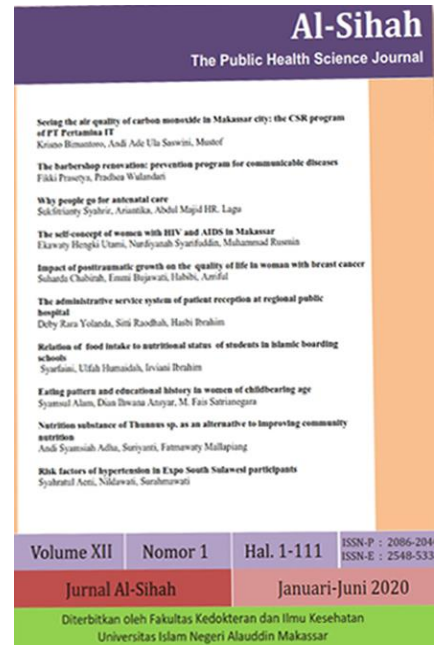 Al-Sihah
The Public Health Science Journal
Seeing the air quality of carbon monoxide in Makassar city: the CSR program
of PT Pertamina IT
Krisno Bimantoro, Andi Ade Ula Saswini, Mustof
The barbershop renovation: prevention program for communicable diseases
Fikki Prasetya, Pradhea Wulandari
Why people go for antenatal care
Sukfitrianty Syahrir, Ariantika, Abdul Majid HR. Lagu
The self-concept of women with HIV and AIDS in Makassar
Ekawaty Hengki Utami, Nurdiyanah Syarifuddin, Muhammad Rusmin
Impact of posttraumatic growth on the quality of life in woman with breast cancer
Suharda Chabirah, Emmi Bujawati, Habibi, Azriful
The administrative service system of patient reception at regional public
hospital
Deby Rara Yolanda, Sitti Raodhah, Hasbi Ibrahim
Relation of food intake to nutritional status of students in islamic boarding
schools
Syarfaini, Ulfah Humaidah, Irviani Ibrahim
Eating pattern and educational history in women of childbearing age
Syamsul Alam, Dian Ihwana Ansyar, M. Fais Satrianegara
Nutrition substance of Thunnus sp. as an alternative to improving community
nutrition
Andi Syamsiah Adha, Suriyanti, Fatmawaty Mallapiang
Risk factors of hypertension in Expo South Sulawesi participants
Syahratul Aeni, Nildawati, Surahmawati
Volume XII
Nomor 1
Hal. 1-111
ISSN-P : 2086-204
ISSN-E : 2548-533
Jurnal Al-Sihah
Januari-Juni 2020
Diterbitkan oleh Fakultas Kedokteran dan Ilmu Kesehatan
Universitas Islam Negeri Alauddin Makassar